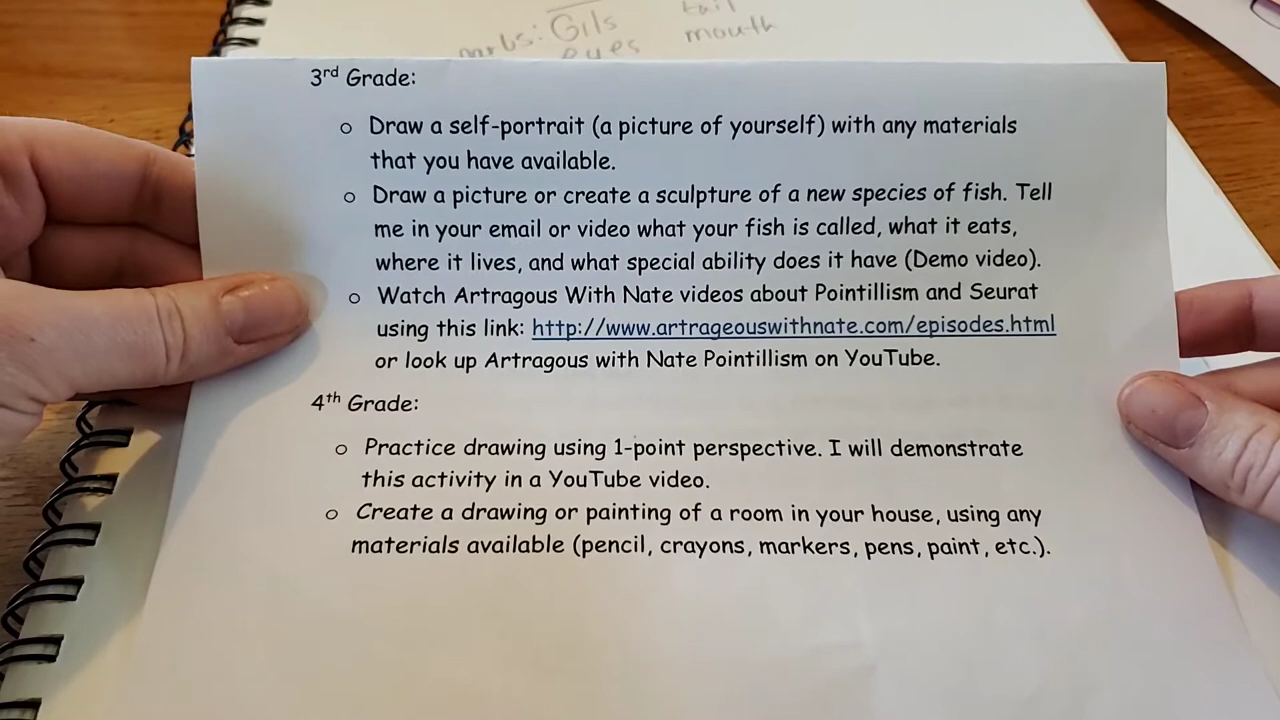 parts: Gils tail
eyes mouth
3rd Grade:
o Draw a self-portrait (a picture of yourself) with any materials
that you have available.
o Draw a picture or create a sculpture of a new species of fish. Tell
me in your email or video what your fish is called, what it eats,
where it lives, and what special ability does it have (Demo video).
o Watch Artragous With Nate videos about Pointillism and Seurat
using this link: http://www.artrageouswithnate.com/episodes.html
or look up Artragous with Nate Pointillism on YouTube.
4th Grade:
o Practice drawing using 1-point perspective. I will demonstrate
this activity in a YouTube video.
o Create a drawing or painting of a room in your house, using any
materials available (pencil, crayons, markers, pens, paint, etc.).